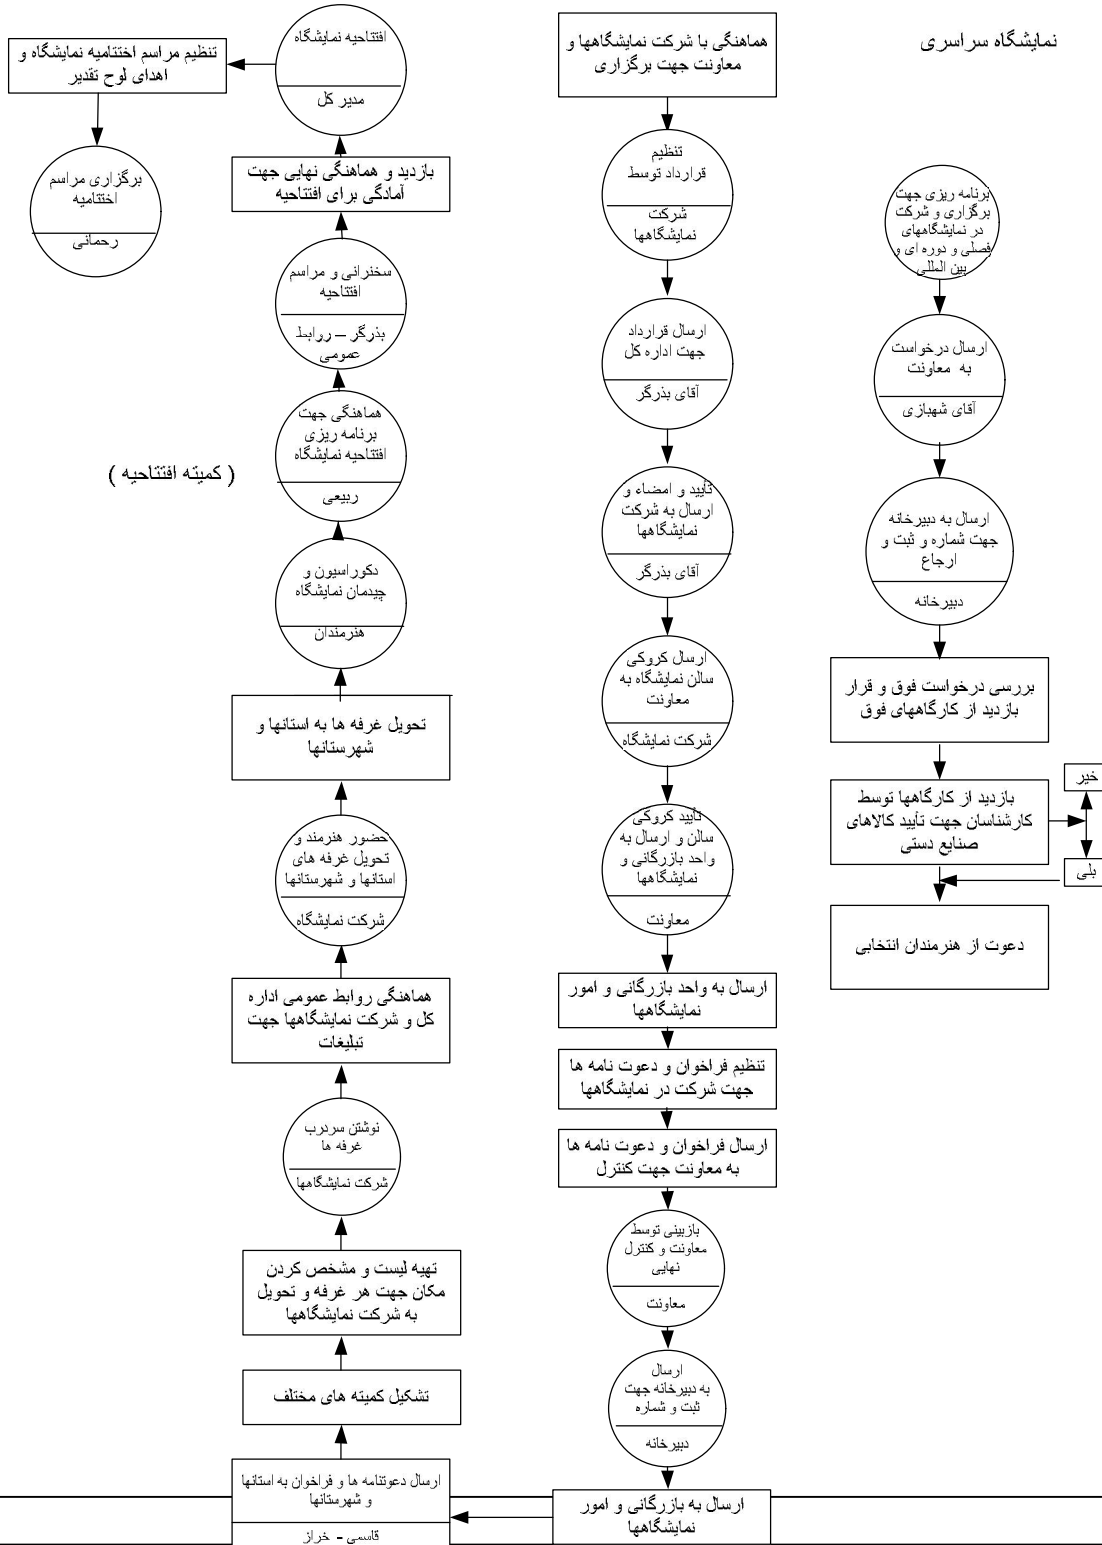 نمایشگاه سراسری
برنامه ریزی جهت
برگزاری و شرکت
در نمایشگاههای
فصلی و دوره ای و
بین المللی
ارسال درخواست
به معاونت
آقای شهبازی
ارسال به دبیرخانه
جهت شماره و ثبت و
ارجاع
دبیرخانه
بررسی درخواست فوق و قرار
بازدید از کارگاههای فوق
بازدید از کارگاهها توسط
کارشناسان جهت تأیید کالاهای
صنایع دستی
خیر
بلی
دعوت از هنرمندان انتخابی
هماهنگی با شرکت نمایشگاهها و
معاونت جهت برگزاری
تنظیم
قرارداد توسط
شرکت
نمایشگاهها
ارسال قرارداد
جهت اداره کل
آقای بذرگر
تأیید و امضاء و
ارسال به شرکت
نمایشگاهها
آقای بذرگر
ارسال کروکی
سالن نمایشگاه به
معاونت
شرکت نمایشگاه
تأیید کروکی
سالن و ارسال به
واحد بازرگانی و
نمایشگاهها
معاونت
ارسال به واحد بازرگانی و امور
نمایشگاهها
تنظیم فراخوان و دعوت نامه ها
جهت شرکت در نمایشگاهها
ارسال فراخوان و دعوت نامه ها
به معاونت جهت کنترل
بازبینی توسط
معاونت و کنترل
نهایی
معاونت
ارسال
به دبیرخانه جهت
ثبت و شماره
دبیرخانه
ارسال به بازرگانی و امور
نمایشگاهها
ارسال دعوتنامه ها و فراخوان به استانها
و شهرستانها
قاسمی - خراز
تشکیل کمیته های مختلف
تهیه لیست و مشخص کردن
مکان جهت هر غرفه و تحویل
به شرکت نمایشگاهها
نوشتن سردرب
غرفه ها
شرکت نمایشگاهها
هماهنگی روابط عمومی اداره
کل و شرکت نمایشگاهها جهت
تبلیغات
حضور هنرمند و
تحویل غرفه های
استانها و شهرستانها
شرکت نمایشگاه
تحویل غرفه ها به استانها و
شهرستانها
دکوراسیون و
چیدمان نمایشگاه
هنرمندان
هماهنگی جهت
برنامه ریزی
افتتاحیه نمایشگاه
ربیعی
( کمیته افتتاحیه )
سخنرانی و مراسم
افتتاحیه
بذرگر – روابط
عمومی
بازدید و هماهنگی نهایی جهت
آمادگی برای افتتاحیه
افتتاحیه نمایشگاه
مدیر کل
تنظیم مراسم اختتامیه نمایشگاه و
اهدای لوح تقدیر
برگزاری مراسم
اختتامیه
رحمانی